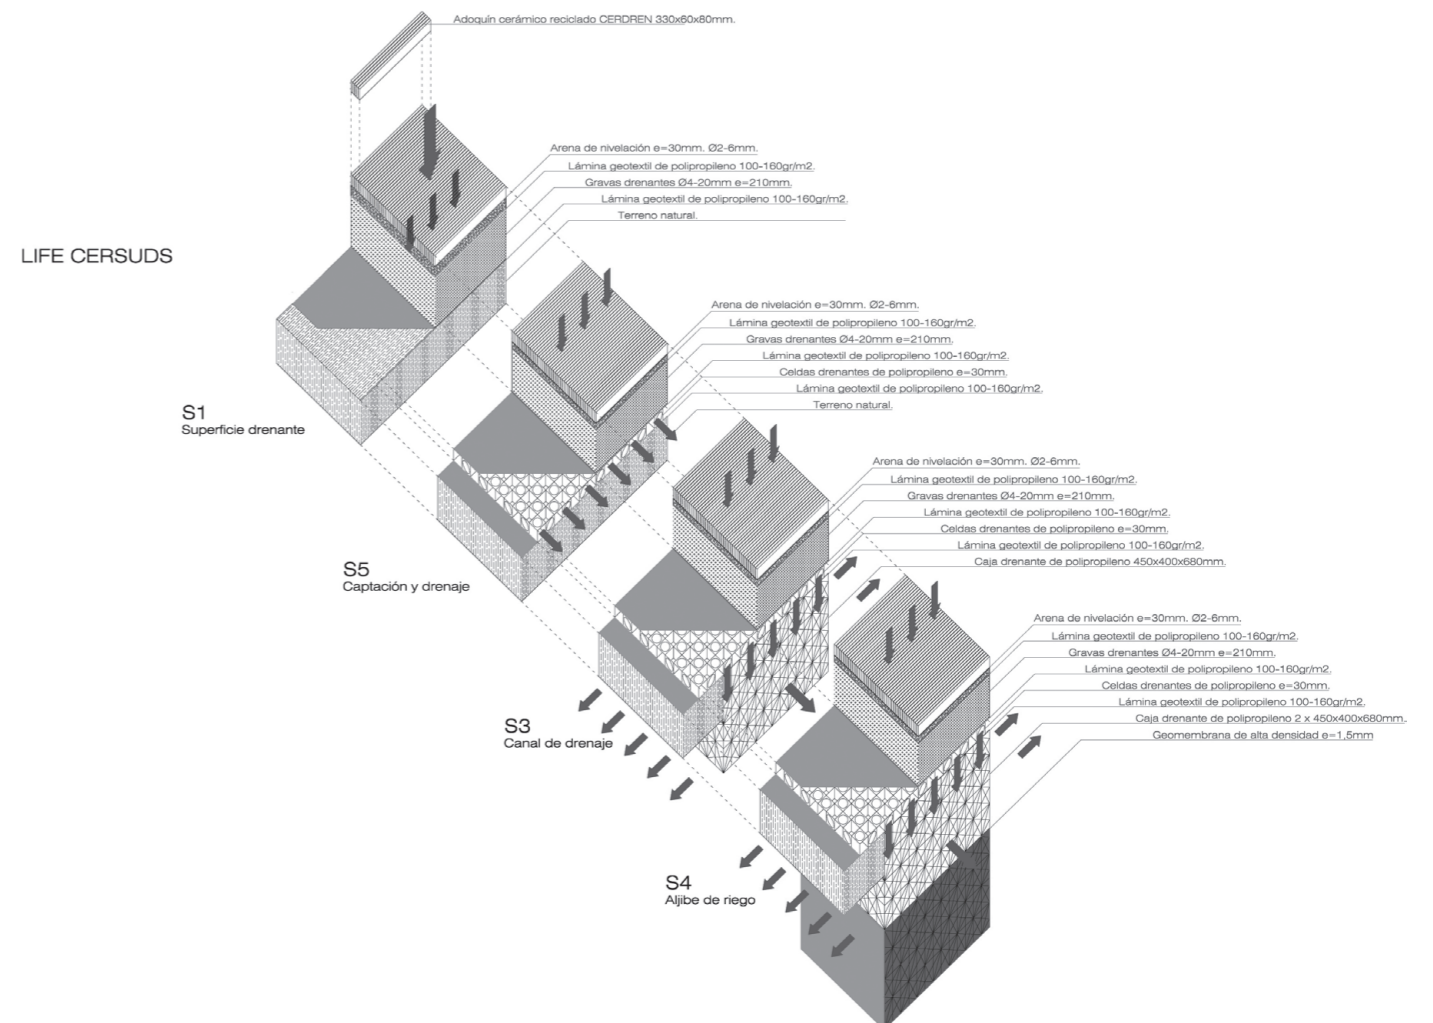 Adoquín cerámico reciclado CERDREN 330x60x80mm.
Arena de nivelación e=30mm. Ø2-6mm.
Lámina geotextil de polipropileno 100-160gr/m2.
Gravas drenantes Ø4-20mm e=210mm.
Lámina geotextil de polipropileno 100-160gr/m2.
Terreno natural.
LIFE CERSUDS
S1
Superficie drenante
Arena de nivelación e=30mm. Ø2-6mm.
Lámina geotextil de polipropileno 100-160gr/m2.
Gravas drenantes Ø4-20mm e=210mm.
Lámina geotextil de polipropileno 100-160gr/m2.
Celdas drenantes de polipropileno e=30mm.
Lámina geotextil de polipropileno 100-160gr/m2.
Terreno natural.
S5
Captación y drenaje
Arena de nivelación e=30mm. Ø2-6mm.
Lámina geotextil de polipropileno 100-160gr/m2.
Gravas drenantes Ø4-20mm e=210mm.
Lámina geotextil de polipropileno 100-160gr/m2.
Celdas drenantes de polipropileno e=30mm.
Lámina geotextil de polipropileno 100-160gr/m2.
Caja drenante de polipropileno 450x400x680mm.
S3
Canal de drenaje
Arena de nivelación e=30mm. Ø2-6mm.
Lámina geotextil de polipropileno 100-160gr/m2.
Gravas drenantes Ø4-20mm e=210mm.
Lámina geotextil de polipropileno 100-160gr/m2.
Celdas drenantes de polipropileno e=30mm.
Lámina geotextil de polipropileno 100-160gr/m2.
Caja drenante de polipropileno 2 x 450x400x680mm.
Geomembrana de alta densidad e=1,5mm
S4
Aljibe de riego